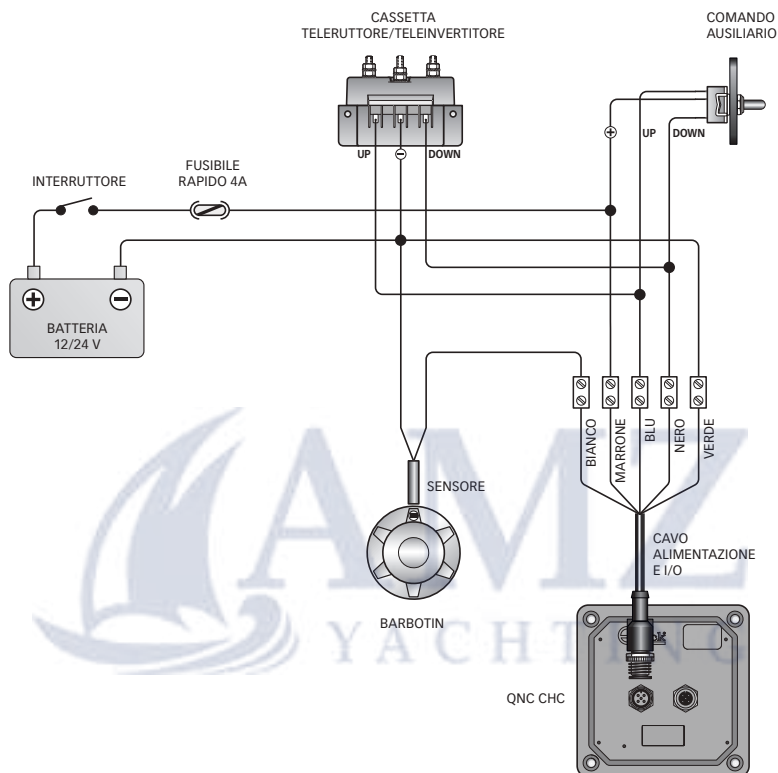 CASSETTA
TELERUTTORE/TELEINVERTITORE
COMANDO
AUSILIARIO
UP
DOWN
UP
DOWN
FUSIBILE
RAPIDO 4A
INTERRUTTORE
BATTERIA
12/24 V
BIANCO
MARRONE
BLU
NERO
VERDE
SENSORE
CAVO
ALIMENTAZIONE
E I/O
BARBOTIN
QNC CHC
AMZ
YACHTING